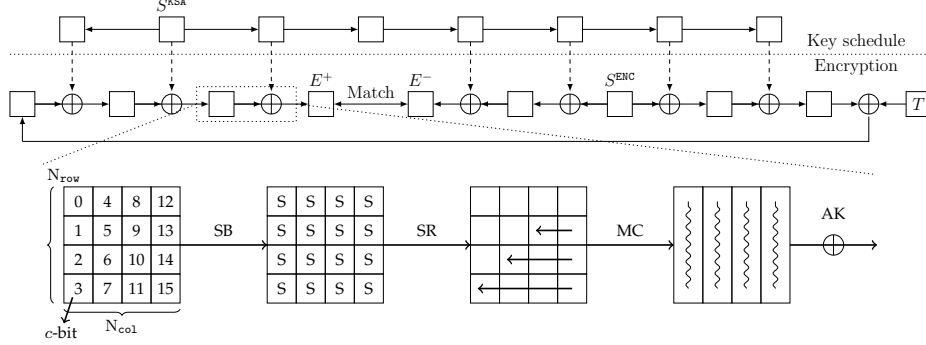 S^KSA
Key schedule
Encryption
E^+ Match E^- S^ENC
T
N_row
0 4 8 12 S S S S
1 5 9 13 SB S S S S SR MC AK
2 6 10 14 S S S S
3 7 11 15 S S S S
N_col
c-bit